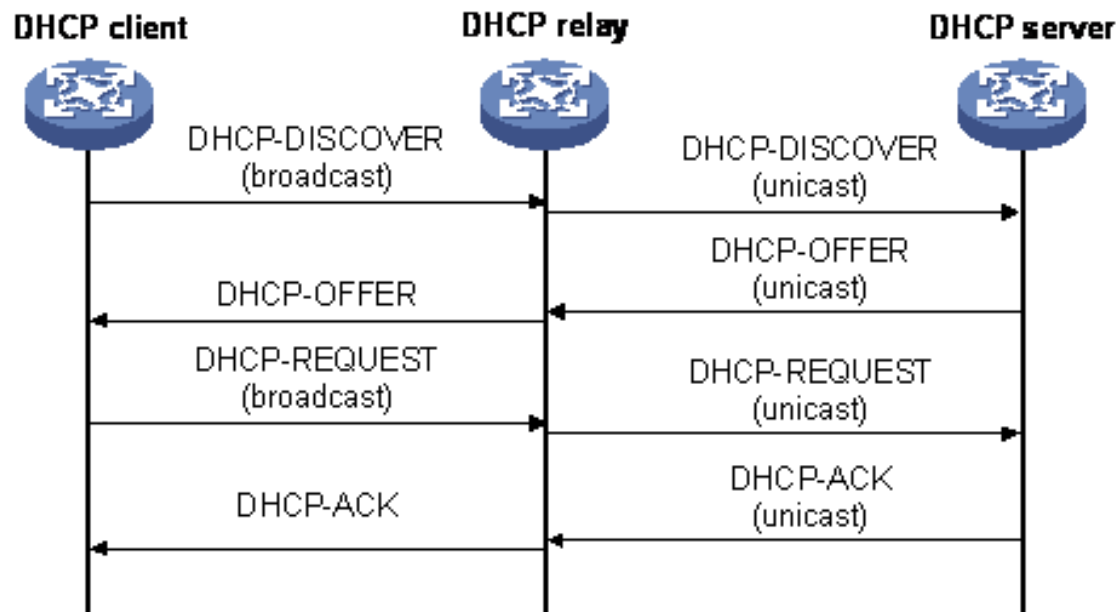 DHCP client
DHCP relay
DHCP server
DHCP-DISCOVER
(broadcast)
DHCP-DISCOVER
(unicast)
DHCP-OFFER
(unicast)
DHCP-OFFER
DHCP-REQUEST
(broadcast)
DHCP-REQUEST
(unicast)
DHCP-ACK
(unicast)
DHCP-ACK